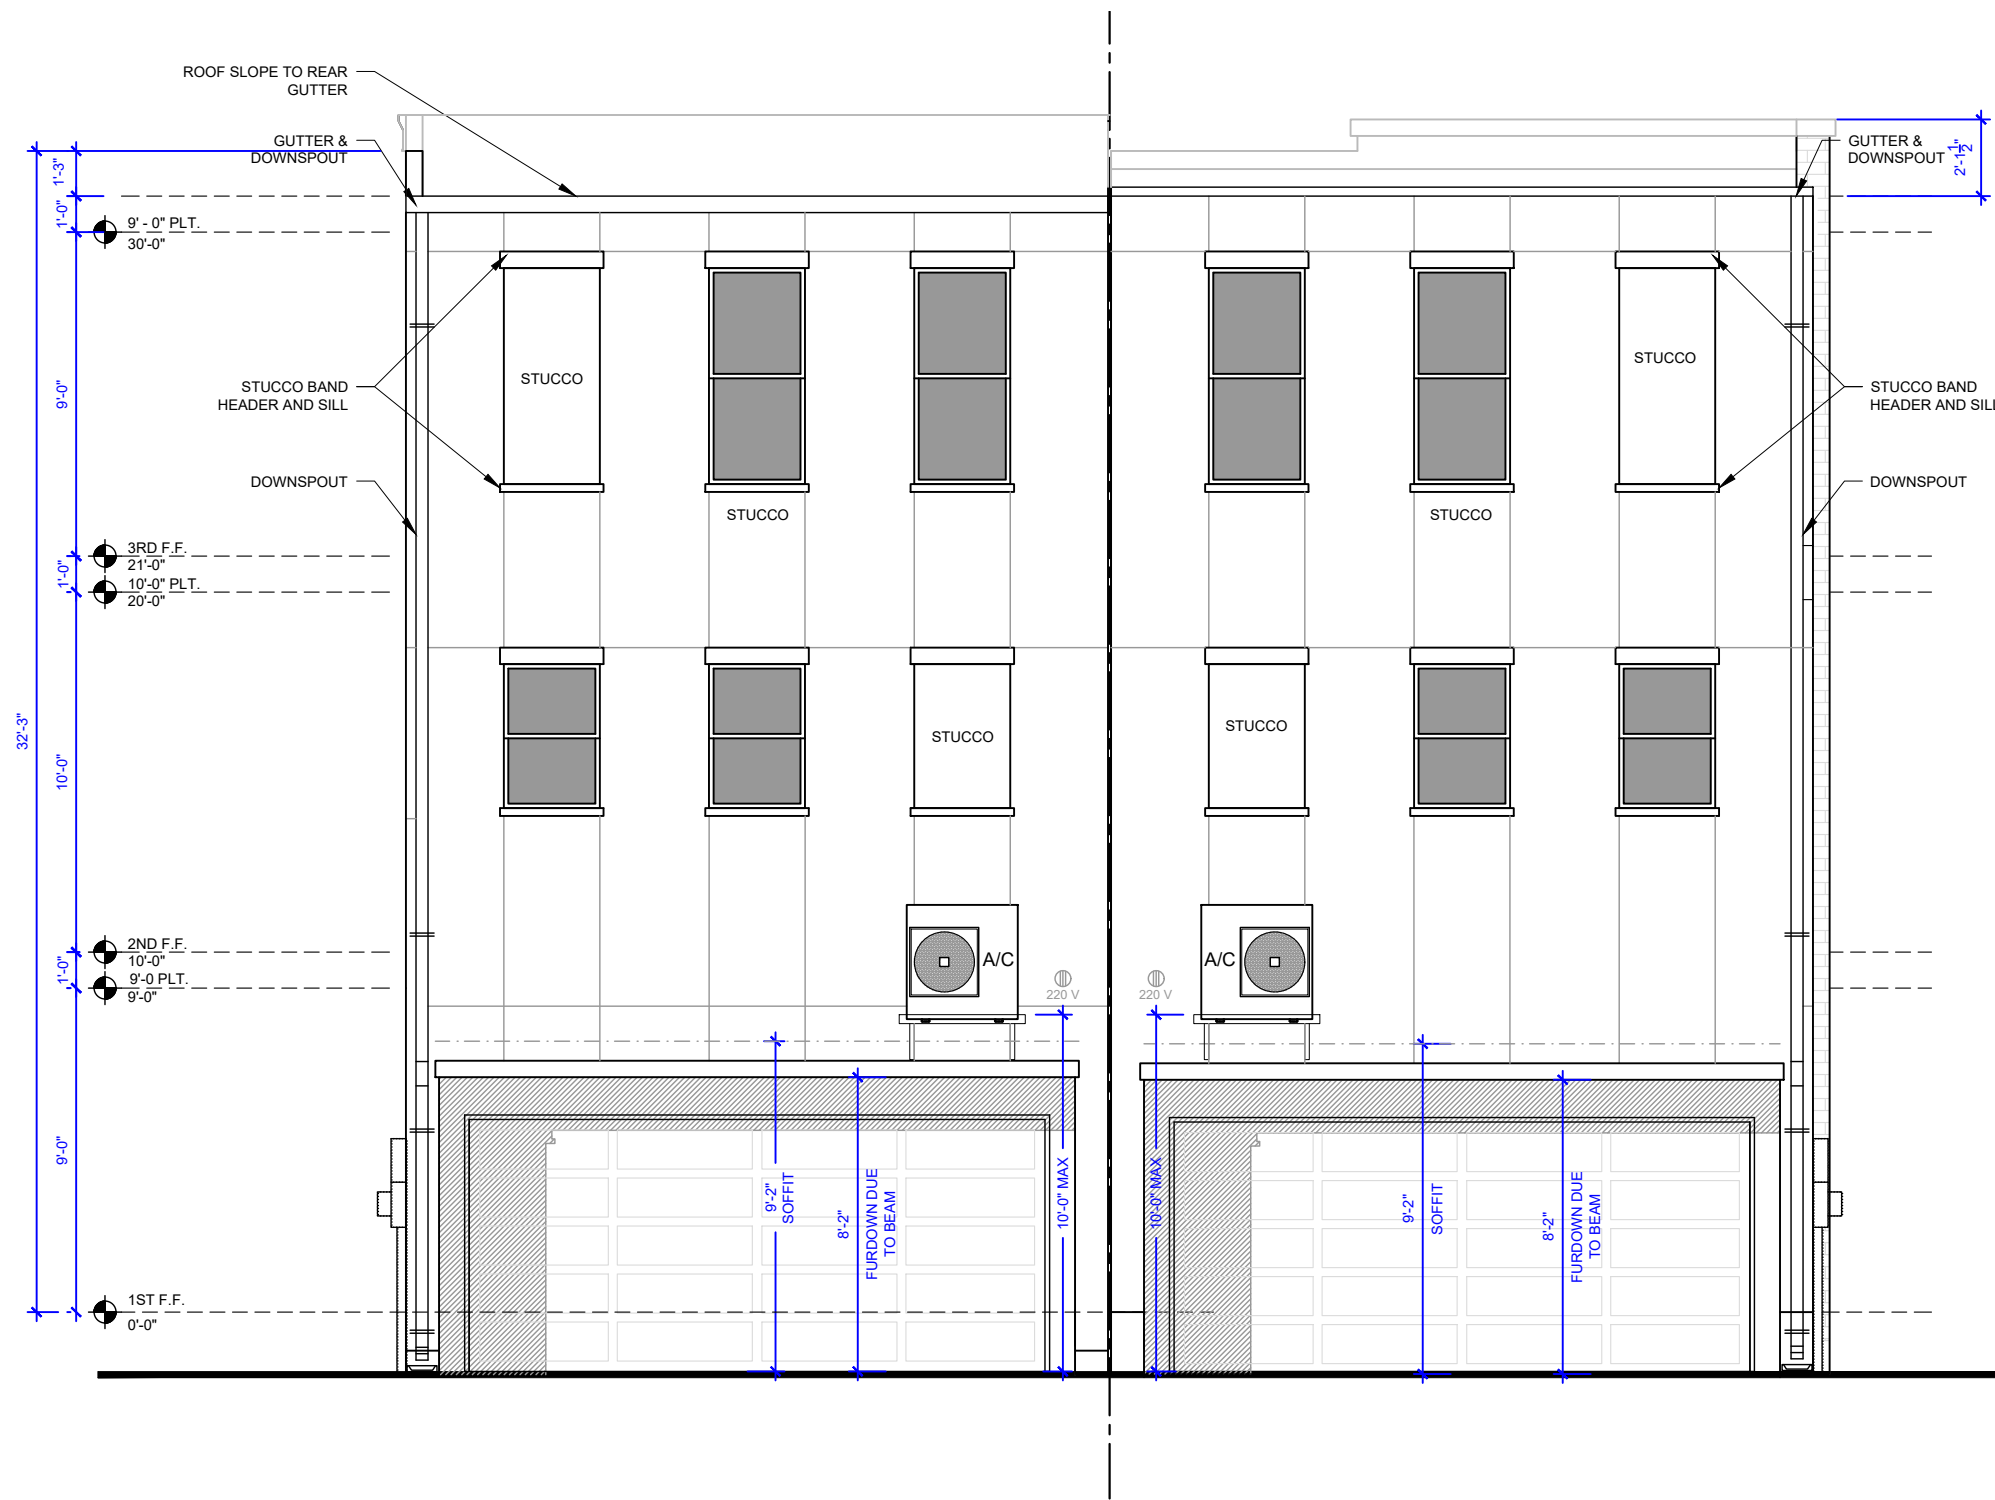 ROOF SLOPE TO REAR
GUTTER
GUTTER &
DOWNSPOUT
GUTTER &
DOWNSPOUT
2'-1 1/2"
1'-3"
1'-0"
9' - 0" PLT.
30'-0"
STUCCO
STUCCO
9'-0"
STUCCO BAND
HEADER AND SILL
STUCCO BAND
HEADER AND SILL
DOWNSPOUT
DOWNSPOUT
STUCCO
STUCCO
3RD F.F.
21'-0"
1'-0"
10'-0" PLT.
20'-0"
32'-3"
10'-0"
STUCCO
STUCCO
2ND F.F.
10'-0"
1'-0"
9'-0 PLT.
9'-0"
A/C
A/C
220 V
220 V
9'-0"
9'-2"
SOFFIT
8'-2"
FURDOWN DUE
TO BEAM
10'-0" MAX
10'-0" MAX
9'-2"
SOFFIT
8'-2"
FURDOWN DUE
TO BEAM
1ST F.F.
0'-0"